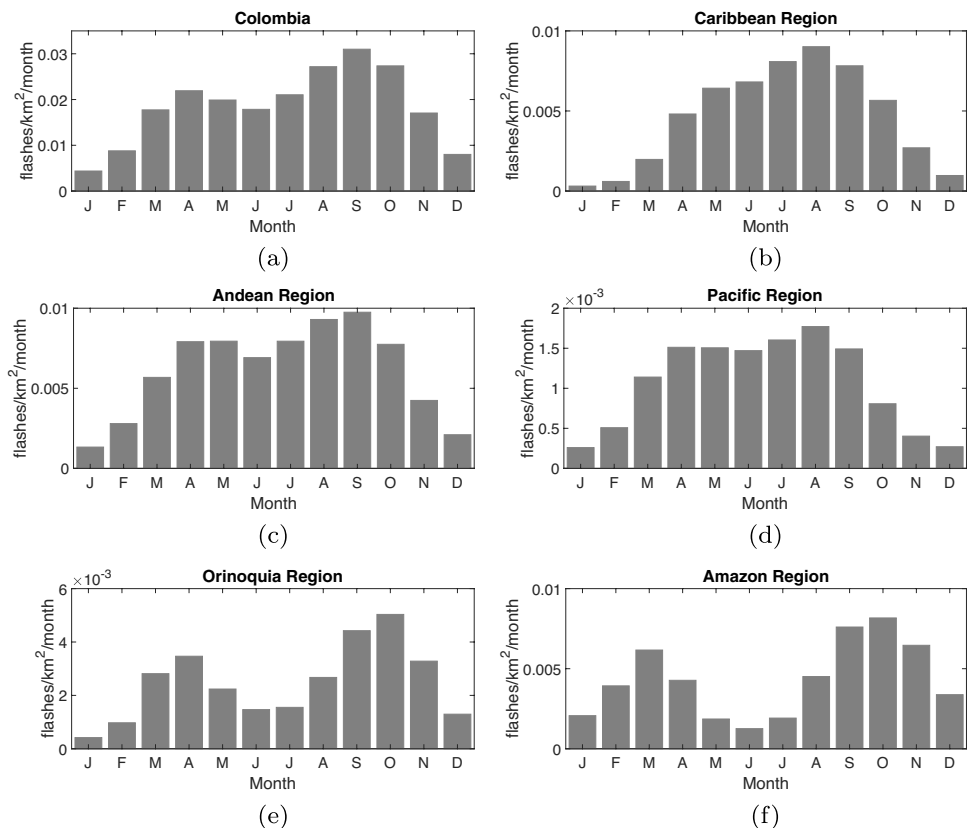 Colombia
flashes/km²/month
0.03
0.02
0.01
0
J F M A M J J A S O N D
Month
(a)
Caribbean Region
flashes/km²/month
0.01
0.005
0
J F M A M J J A S O N D
Month
(b)
Andean Region
flashes/km²/month
0.01
0.005
0
J F M A M J J A S O N D
Month
(c)
Pacific Region
×10⁻³
flashes/km²/month
2
1.5
1
0.5
0
J F M A M J J A S O N D
Month
(d)
Orinoquia Region
×10⁻³
flashes/km²/month
6
4
2
0
J F M A M J J A S O N D
Month
(e)
Amazon Region
flashes/km²/month
0.01
0.005
0
J F M A M J J A S O N D
Month
(f)